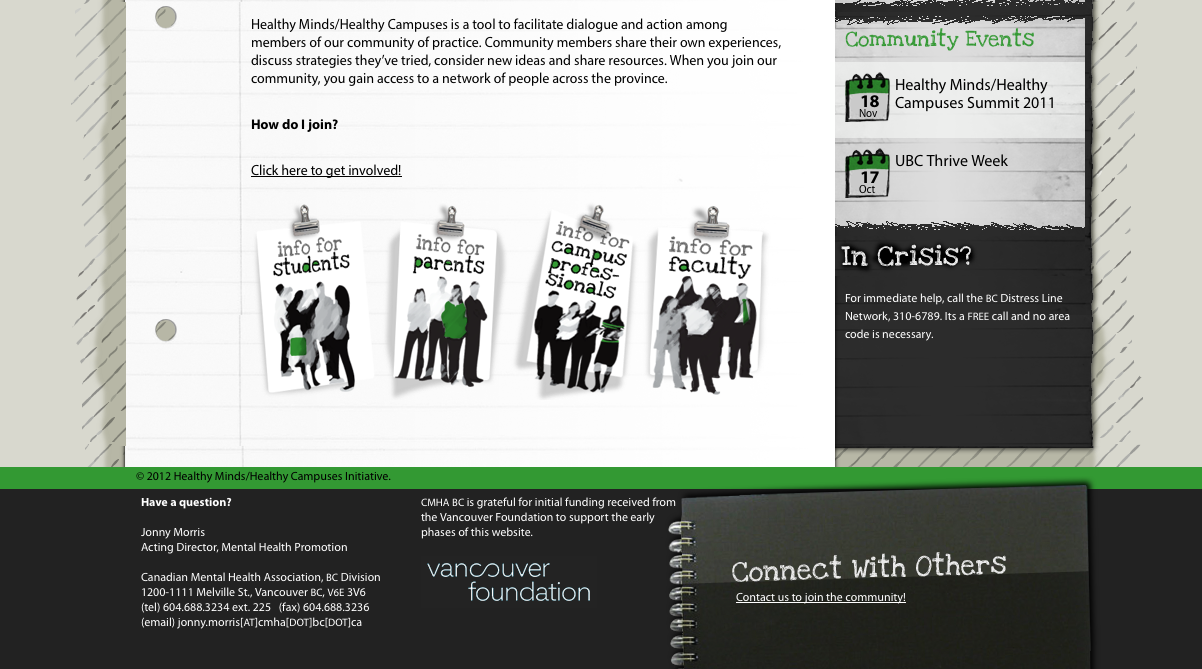 Healthy Minds/Healthy Campuses is a tool to facilitate dialogue and action among
members of our community of practice. Community members share their own experiences,
discuss strategies they've tried, consider new ideas and share resources. When you join our
community, you gain access to a network of people across the province.
How do I join?
Click here to get involved!
info for
students
info for
parents
info for
campus
profes-
sionals
info for
faculty
Community Events
18
Nov
Healthy Minds/Healthy
Campuses Summit 2011
17
Oct
UBC Thrive Week
In Crisis?
For immediate help, call the BC Distress Line
Network, 310-6789. Its a FREE call and no area
code is necessary.
© 2012 Healthy Minds/Healthy Campuses Initiative.
Have a question?
Jonny Morris
Acting Director, Mental Health Promotion
Canadian Mental Health Association, BC Division
1200-1111 Melville St., Vancouver BC, V6E 3V6
(tel) 604.688.3234 ext. 225 (fax) 604.688.3236
(email) jonny.morris[AT]cmha[DOT]bc[DOT]ca
CMHA BC is grateful for initial funding received from
the Vancouver Foundation to support the early
phases of this website.
vancouver
foundation
Connect With Others
Contact us to join the community!